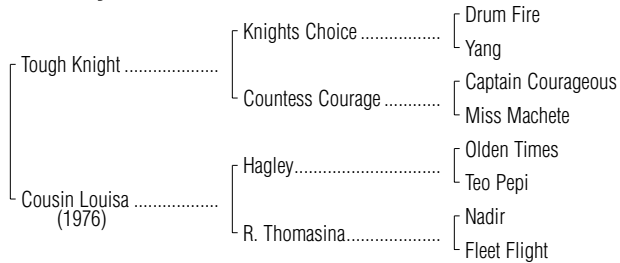 Drum Fire
Knights Choice ..................
Yang
Tough Knight ....................
Captain Courageous
Countess Courage ............
Miss Machete
Olden Times
Hagley...............................
Teo Pepi
Cousin Louisa ..................
(1976)
Nadir
R. Thomasina....................
Fleet Flight